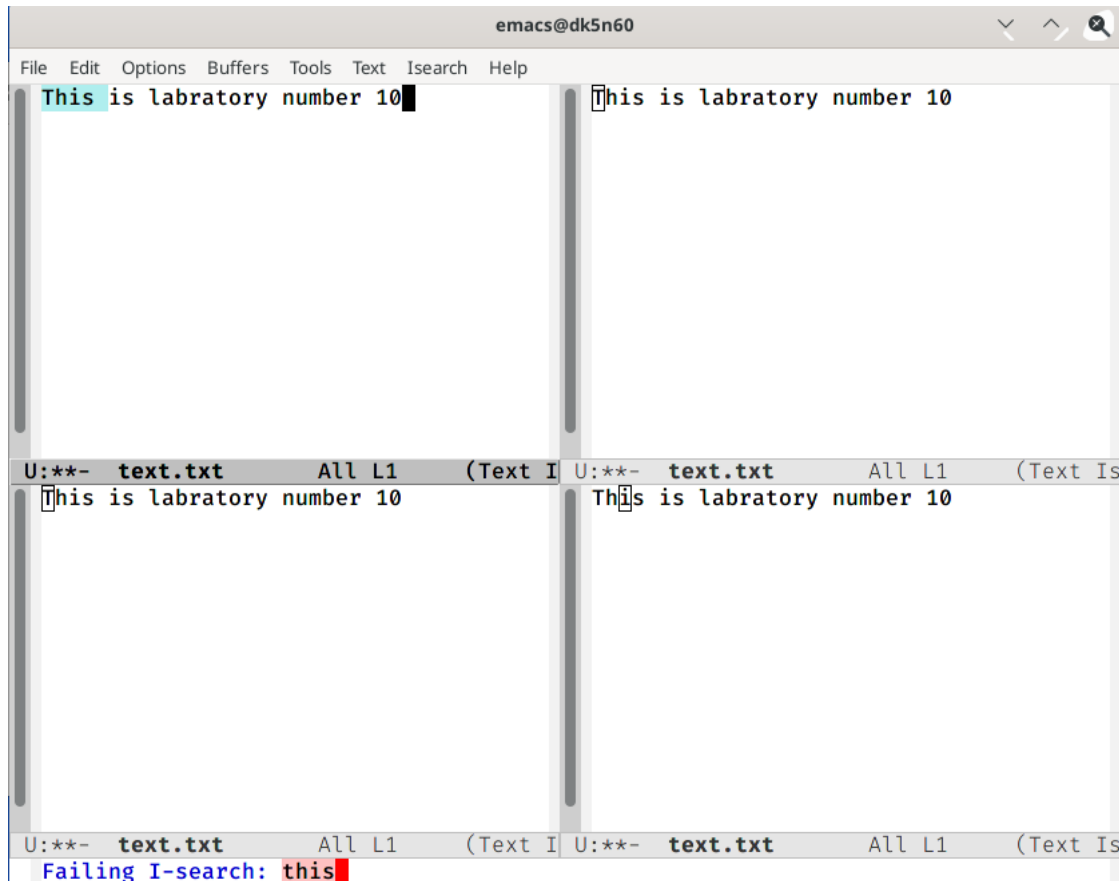 emacs@dk5n60
File Edit Options Buffers Tools Text Isearch Help
This is labratory number 10
This is labratory number 10
U:**- text.txt All L1 (Text I
U:**- text.txt All L1 (Text Is
This is labratory number 10
This is labratory number 10
U:**- text.txt All L1 (Text I
U:**- text.txt All L1 (Text Is
Failing I-search: this